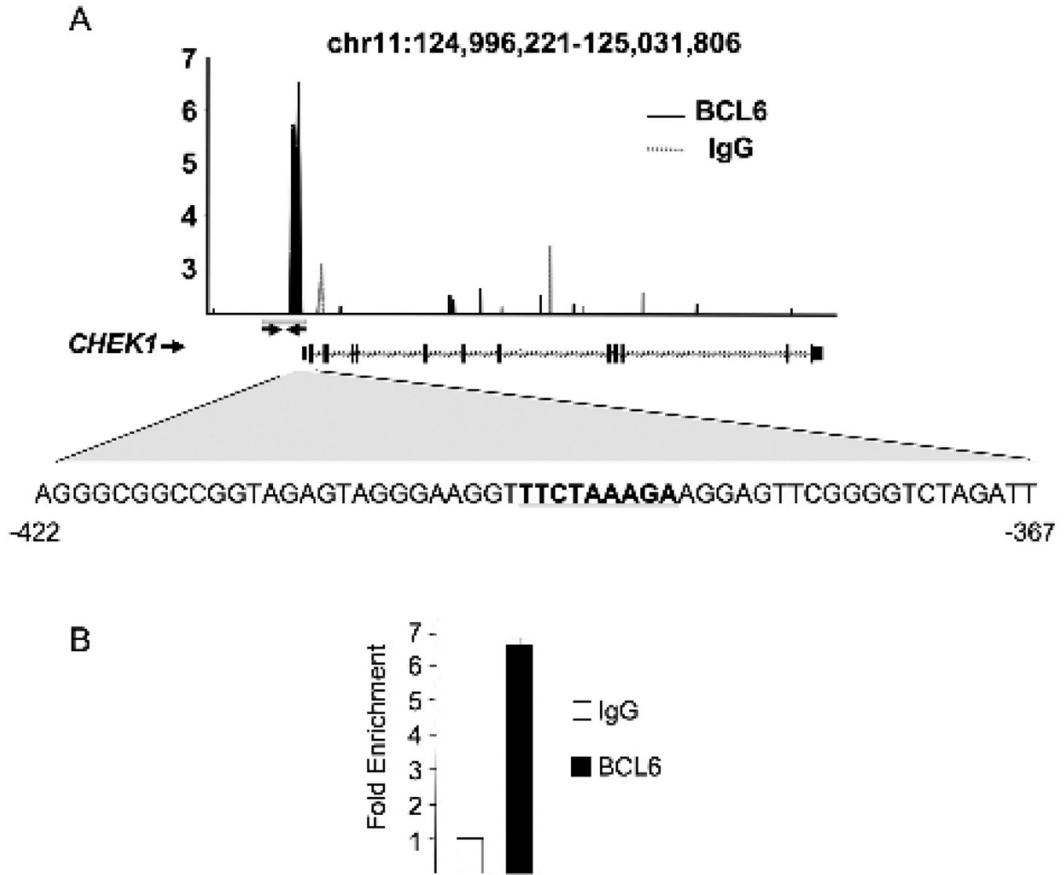 A
chr11:124,996,221-125,031,806
7
6
5
4
3
BCL6
IgG
CHEK1
AGGGCGGCCGGTAGAGTAGGGAAGGTTTCTAAAGAAGGAGTTCGGGGTCTAGATT
-422
-367
B
Fold Enrichment
7
6
5
4
3
2
1
IgG
BCL6